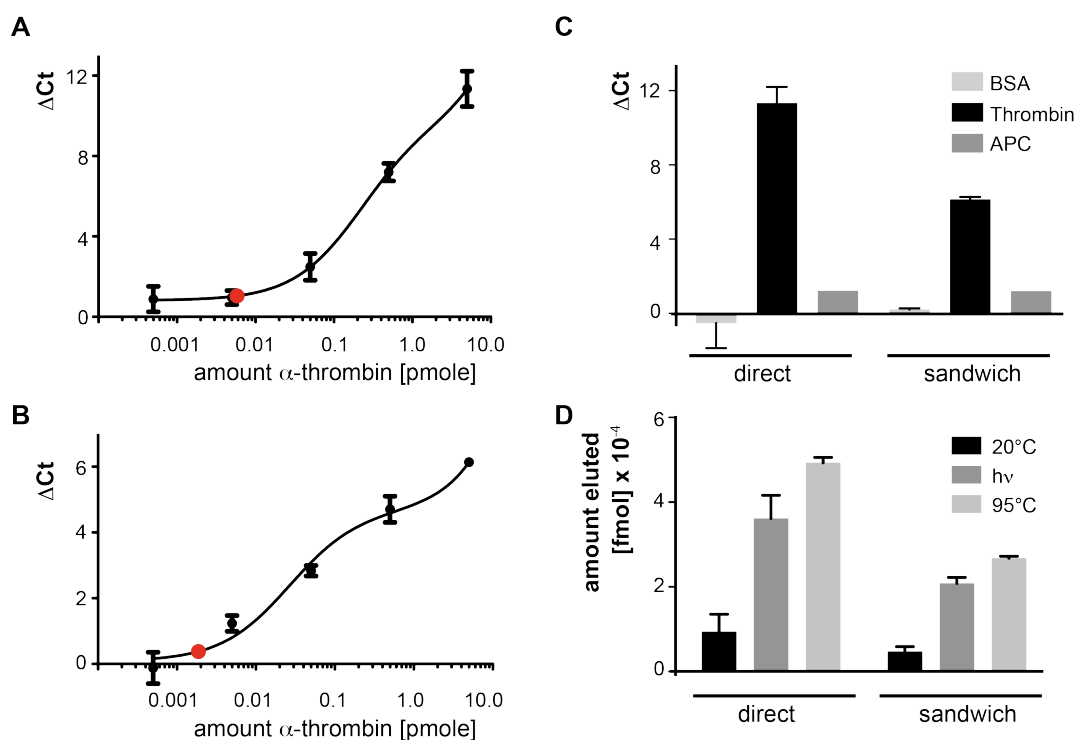 A
ΔCt
12
8
4
0
0.001
0.01
0.1
1.0
10.0
amount α-thrombin [pmole]
B
ΔCt
6
4
2
0
0.001
0.01
0.1
1.0
10.0
amount α-thrombin [pmole]
C
ΔCt
12
8
4
0
BSA
Thrombin
APC
direct
sandwich
D
amount eluted
[fmol] x 10⁻⁴
6
4
2
0
20°C
hν
95°C
direct
sandwich